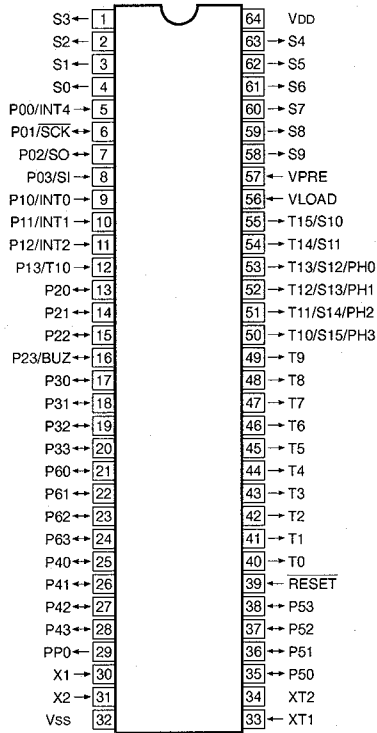 S3 1 64 VDD
S2 2 63 S4
S1 3 62 S5
S0 4 61 S6
P00/INT4 5 60 S7
P01/SCK 6 59 S8
P02/SO 7 58 S9
P03/SI 8 57 VPRE
P10/INT0 9 56 VLOAD
P11/INT1 10 55 T15/S10
P12/INT2 11 54 T14/S11
P13/T10 12 53 T13/S12/PH0
P20 13 52 T12/S13/PH1
P21 14 51 T11/S14/PH2
P22 15 50 T10/S15/PH3
P23/BUZ 16 49 T9
P30 17 48 T8
P31 18 47 T7
P32 19 46 T6
P33 20 45 T5
P60 21 44 T4
P61 22 43 T3
P62 23 42 T2
P63 24 41 T1
P40 25 40 T0
P41 26 39 RESET
P42 27 38 P53
P43 28 37 P52
PP0 29 36 P51
X1 30 35 P50
X2 31 34 XT2
Vss 32 33 XT1